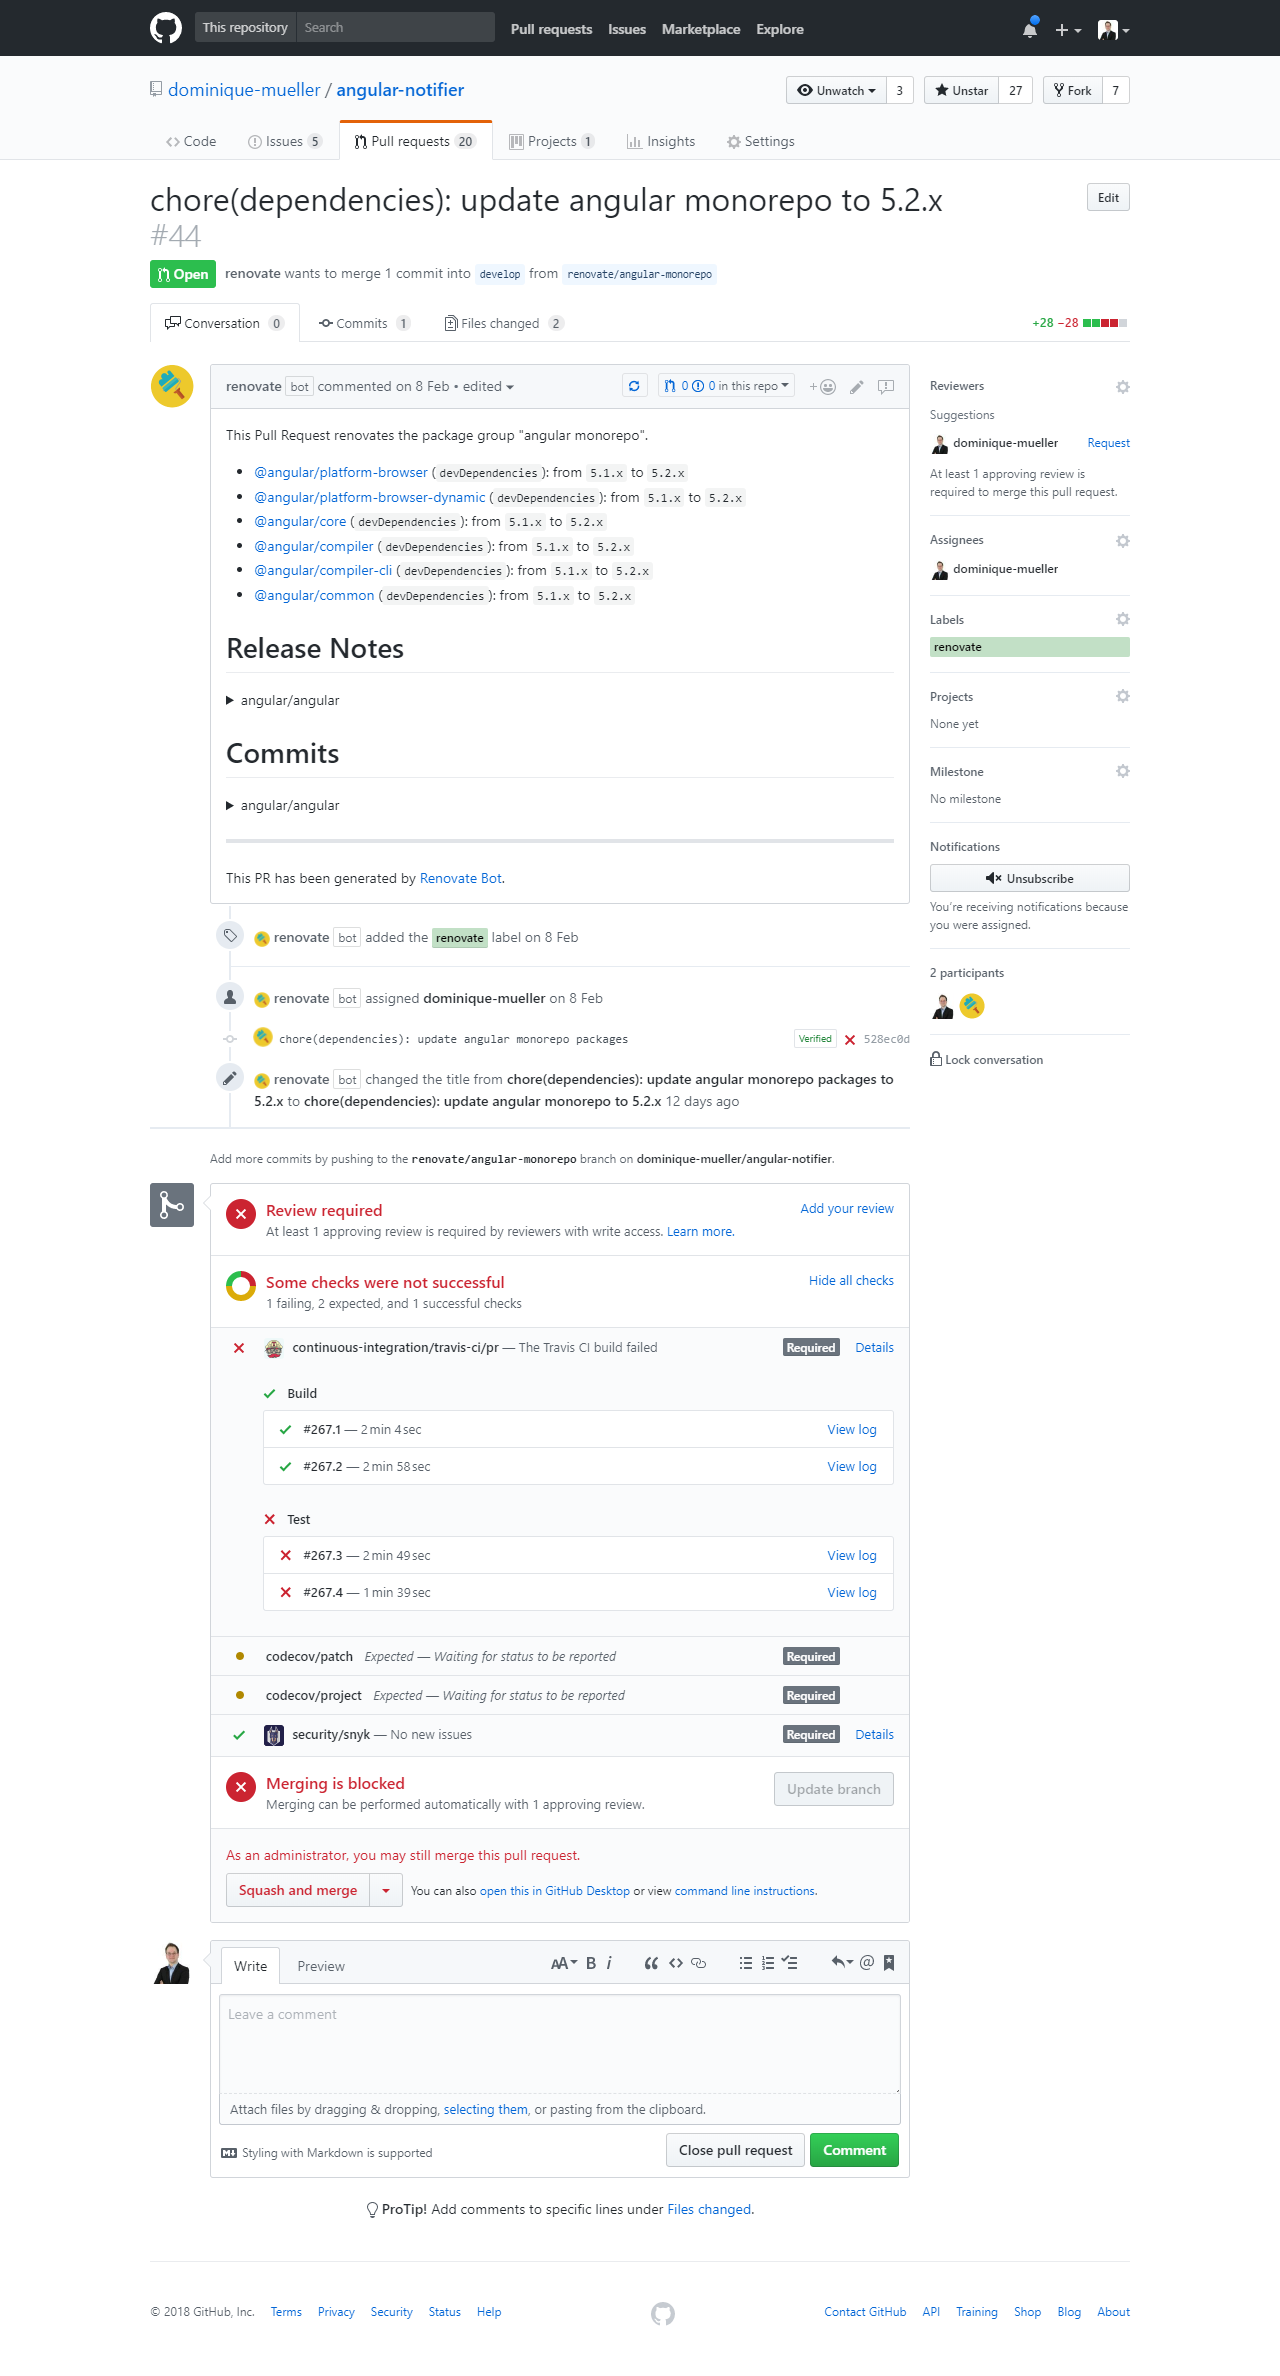 This repository Search Pull requests Issues Marketplace Explore
dominique-mueller / angular-notifier Unwatch 3 Unstar 27 Fork 7
Code Issues 5 Pull requests 20 Projects 1 Insights Settings
chore(dependencies): update angular monorepo to 5.2.x Edit
#44
Open renovate wants to merge 1 commit into develop from renovate/angular-monorepo
Conversation 0 Commits 1 Files changed 2 +28 −28
renovate bot commented on 8 Feb • edited 0 0 in this repo
This Pull Request renovates the package group "angular monorepo".
• @angular/platform-browser (devDependencies): from 5.1.x to 5.2.x
• @angular/platform-browser-dynamic (devDependencies): from 5.1.x to 5.2.x
• @angular/core (devDependencies): from 5.1.x to 5.2.x
• @angular/compiler (devDependencies): from 5.1.x to 5.2.x
• @angular/compiler-cli (devDependencies): from 5.1.x to 5.2.x
• @angular/common (devDependencies): from 5.1.x to 5.2.x
Release Notes
angular/angular
Commits
angular/angular
This PR has been generated by Renovate Bot.
renovate bot added the renovate label on 8 Feb
renovate bot assigned dominique-mueller on 8 Feb
chore(dependencies): update angular monorepo packages Verified 528ec0d
renovate bot changed the title from chore(dependencies): update angular monorepo packages to
5.2.x to chore(dependencies): update angular monorepo to 5.2.x 12 days ago
Reviewers
Suggestions
dominique-mueller Request
At least 1 approving review is
required to merge this pull request.
Assignees
dominique-mueller
Labels
renovate
Projects
None yet
Milestone
No milestone
Notifications
Unsubscribe
You're receiving notifications because
you were assigned.
2 participants
Lock conversation
Add more commits by pushing to the renovate/angular-monorepo branch on dominique-mueller/angular-notifier.
Review required Add your review
At least 1 approving review is required by reviewers with write access. Learn more.
Some checks were not successful Hide all checks
1 failing, 2 expected, and 1 successful checks
continuous-integration/travis-ci/pr — The Travis CI build failed Required Details
Build
#267.1 — 2 min 4 sec View log
#267.2 — 2 min 58 sec View log
Test
#267.3 — 2 min 49 sec View log
#267.4 — 1 min 39 sec View log
codecov/patch Expected — Waiting for status to be reported Required
codecov/project Expected — Waiting for status to be reported Required
security/snyk — No new issues Required Details
Merging is blocked Update branch
Merging can be performed automatically with 1 approving review.
As an administrator, you may still merge this pull request.
Squash and merge You can also open this in GitHub Desktop or view command line instructions.
Write Preview AA B i @
Leave a comment
Attach files by dragging & dropping, selecting them, or pasting from the clipboard.
Styling with Markdown is supported Close pull request Comment
ProTip! Add comments to specific lines under Files changed.
© 2018 GitHub, Inc. Terms Privacy Security Status Help Contact GitHub API Training Shop Blog About